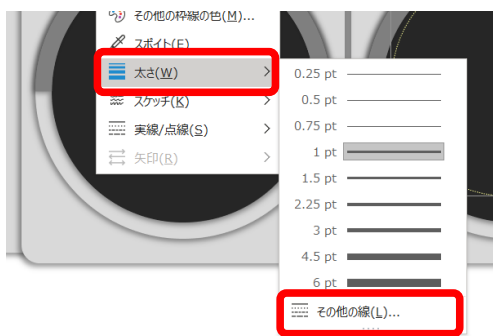 その他の枠線の色(M)...
スポイト(E)
太さ(W)
スケッチ(K)
実線/点線(S)
矢印(R)
0.25 pt
0.5 pt
0.75 pt
1 pt
1.5 pt
2.25 pt
3 pt
4.5 pt
6 pt
その他の線(L)...